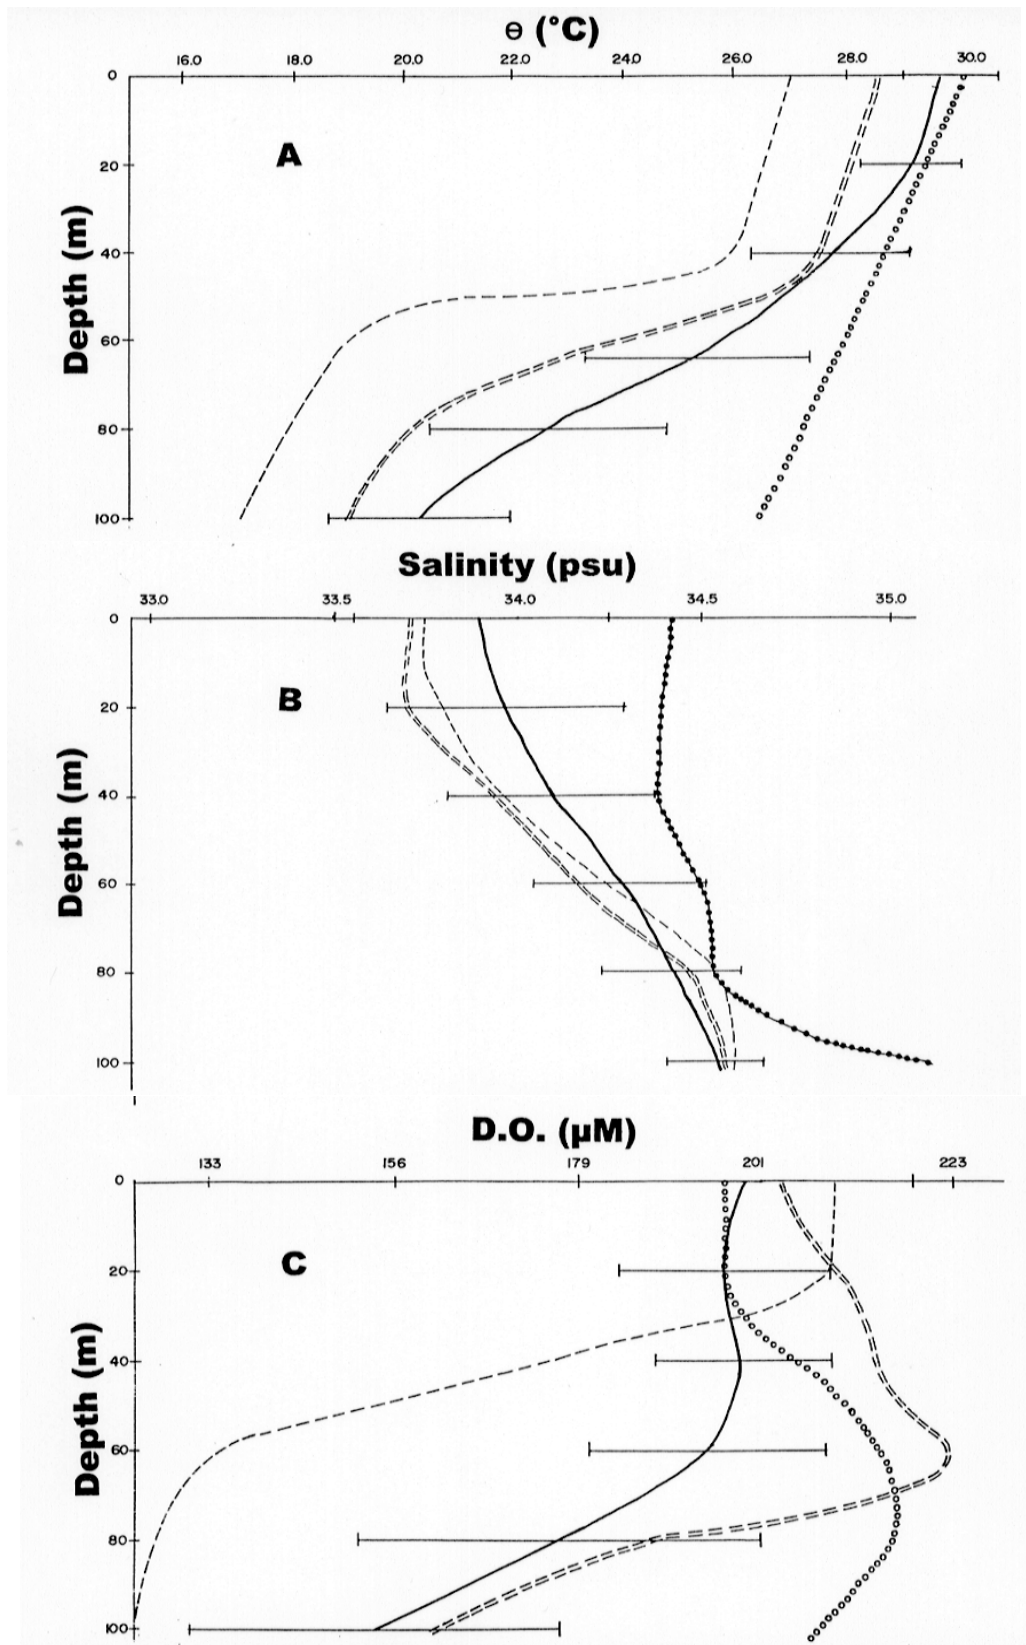 θ (°C)
16.0 18.0 20.0 22.0 24.0 26.0 28.0 30.0
0
A
20
Depth (m)
40
60
80
100
Salinity (psu)
33.0 33.5 34.0 34.5 35.0
0
B
20
Depth (m)
40
60
80
100
D.O. (µM)
133 156 179 201 223
0
C
20
Depth (m)
40
60
80
100